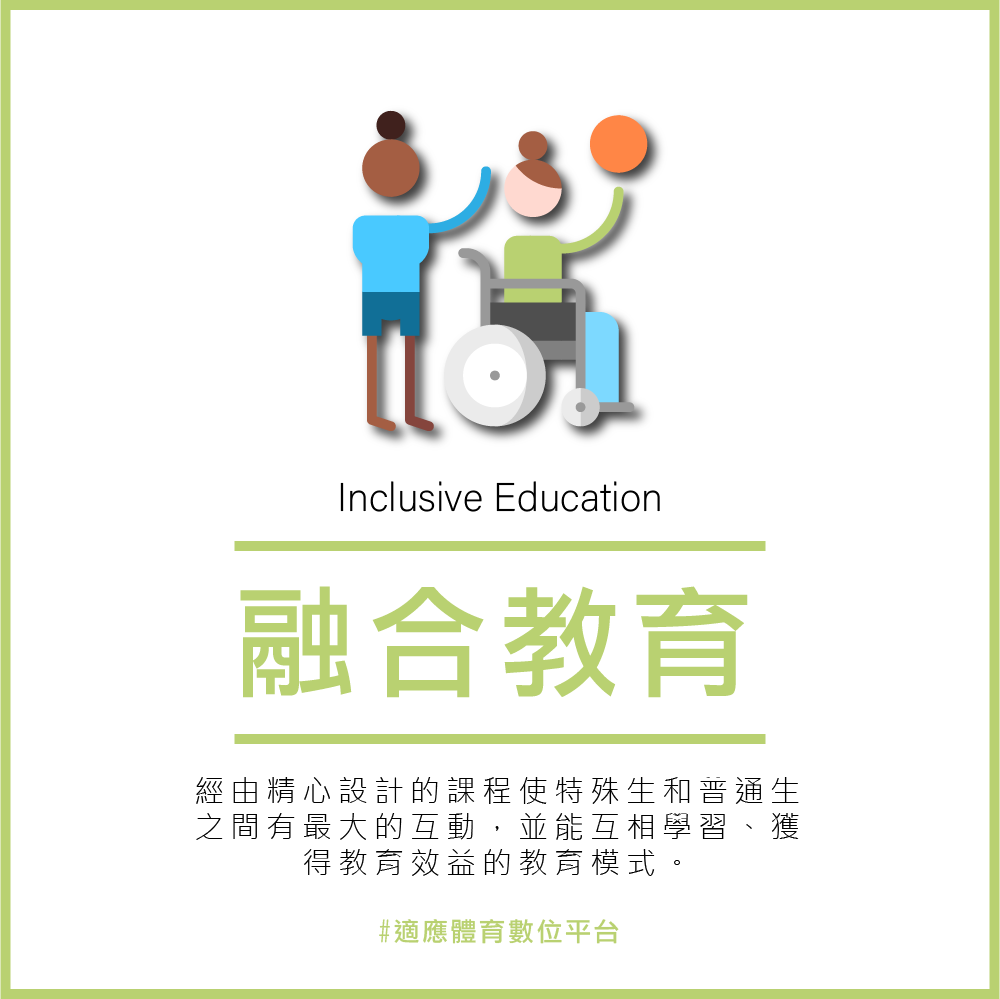 Inclusive Education
融合教育
經由精心設計的課程使特殊生和普通生
之間有最大的互動，並能互相學習、獲
得教育效益的教育模式。
#適應體育數位平台